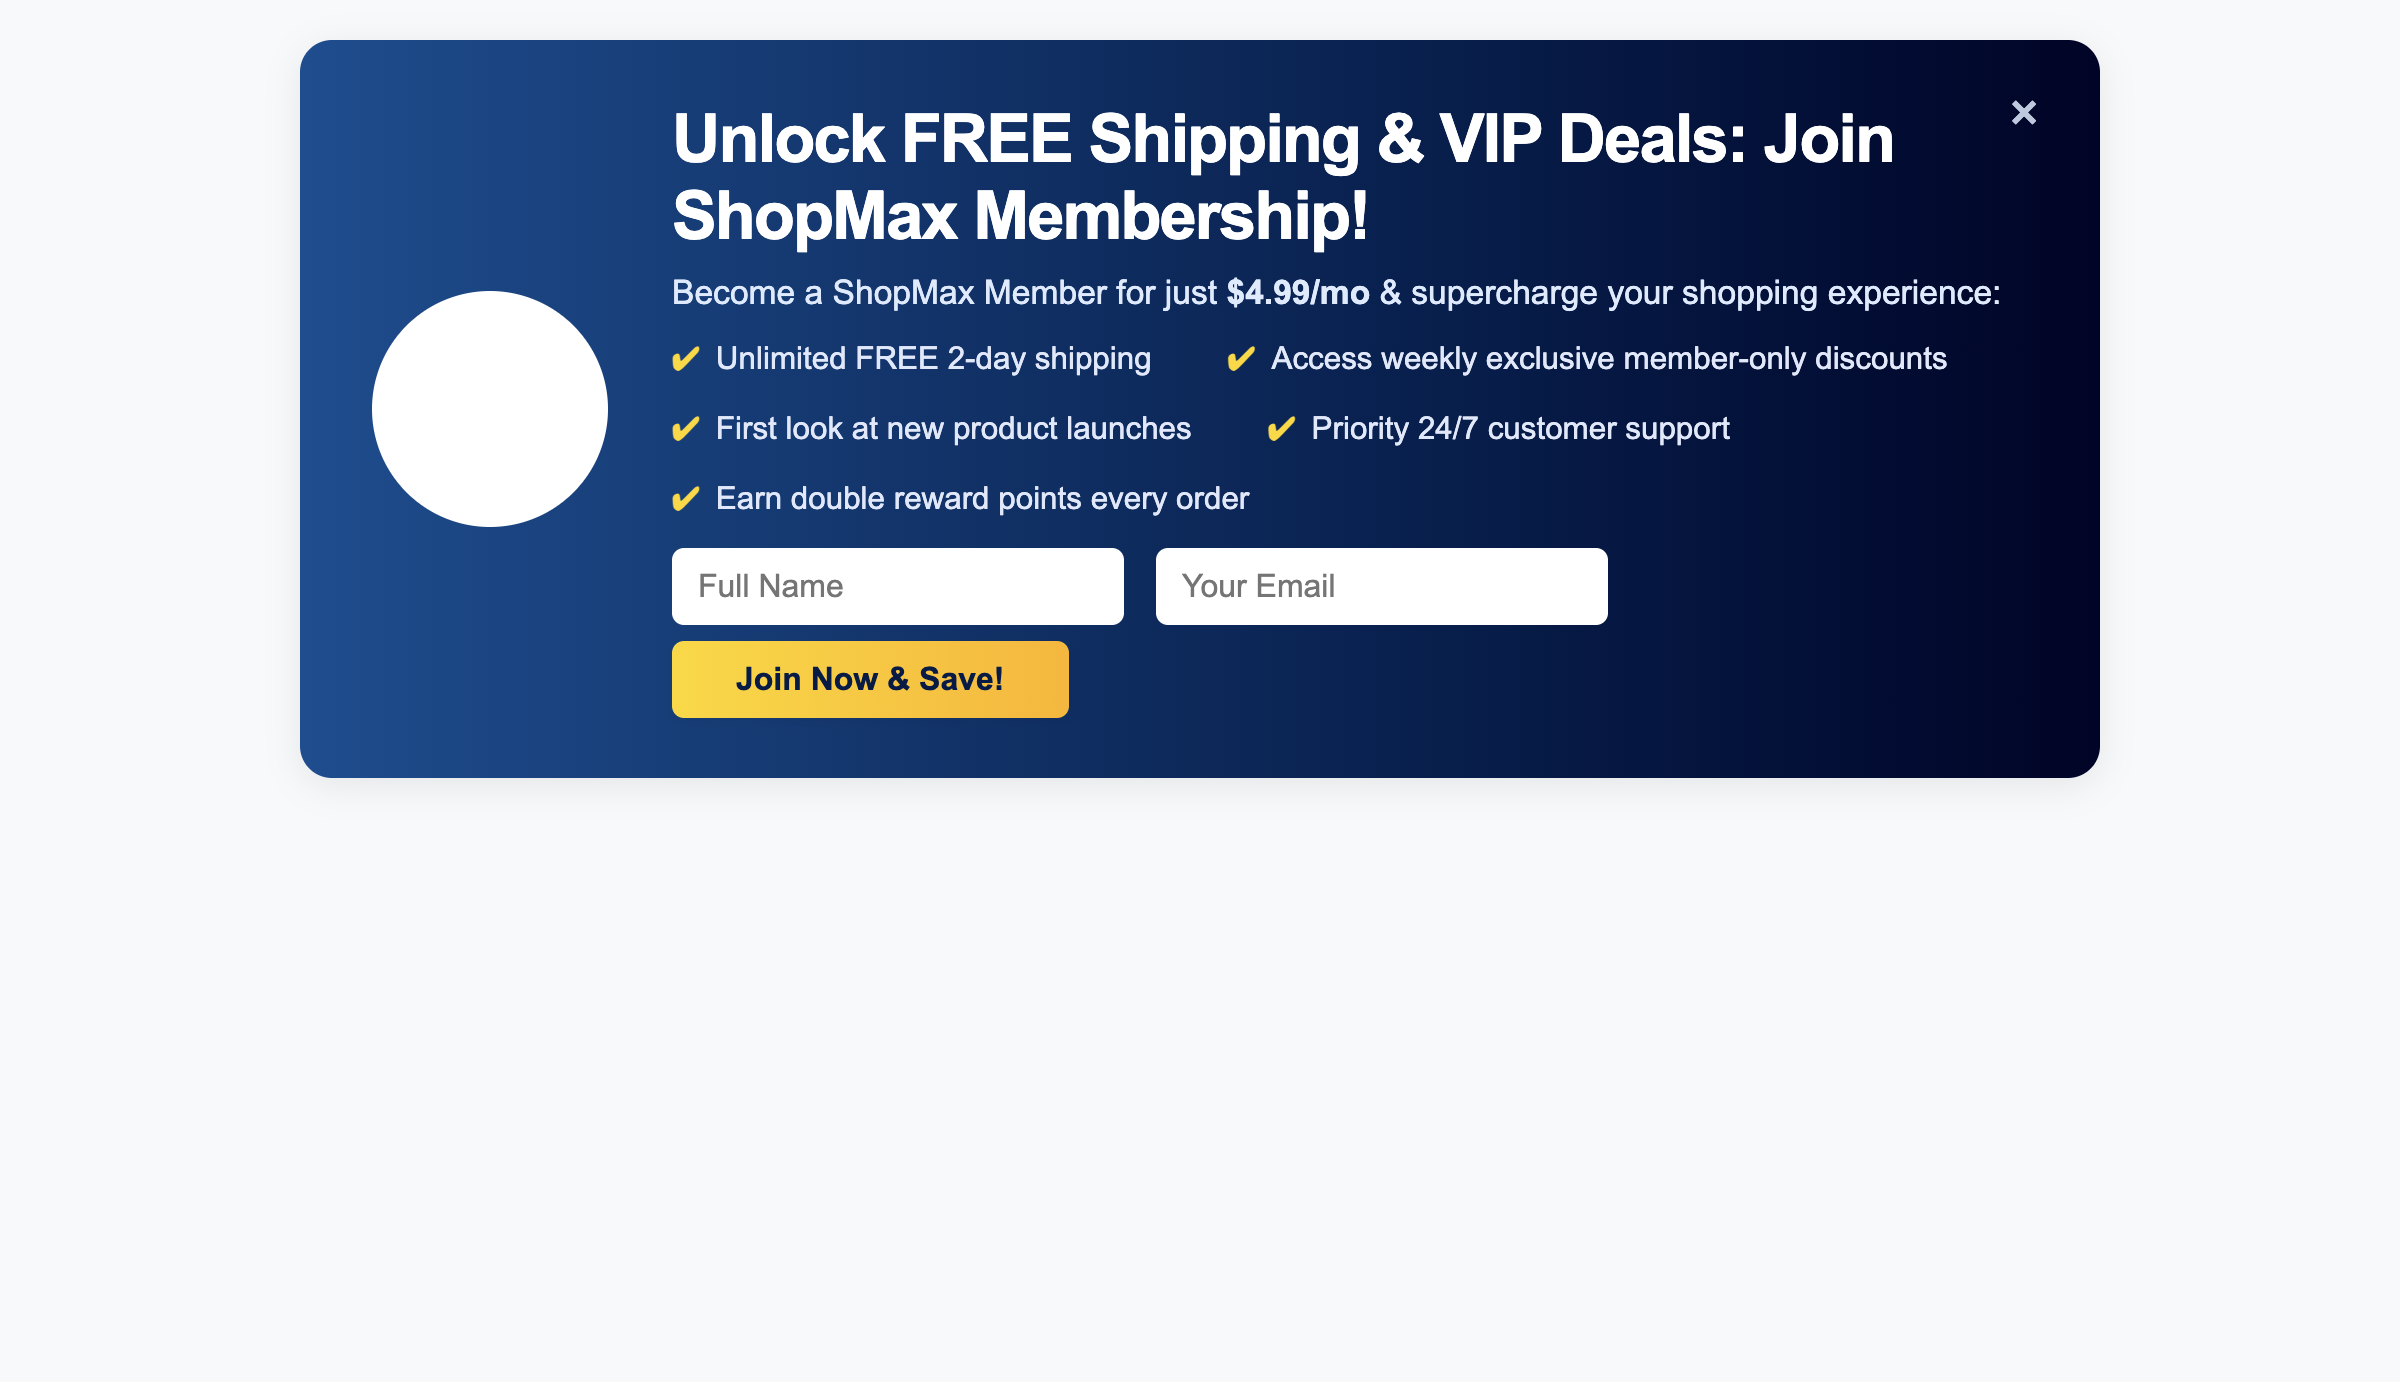 Unlock FREE Shipping & VIP Deals: Join
ShopMax Membership!
Become a ShopMax Member for just $4.99/mo & supercharge your shopping experience:
✔ Unlimited FREE 2-day shipping ✔ Access weekly exclusive member-only discounts
✔ First look at new product launches ✔ Priority 24/7 customer support
✔ Earn double reward points every order
Full Name Your Email
Join Now & Save!